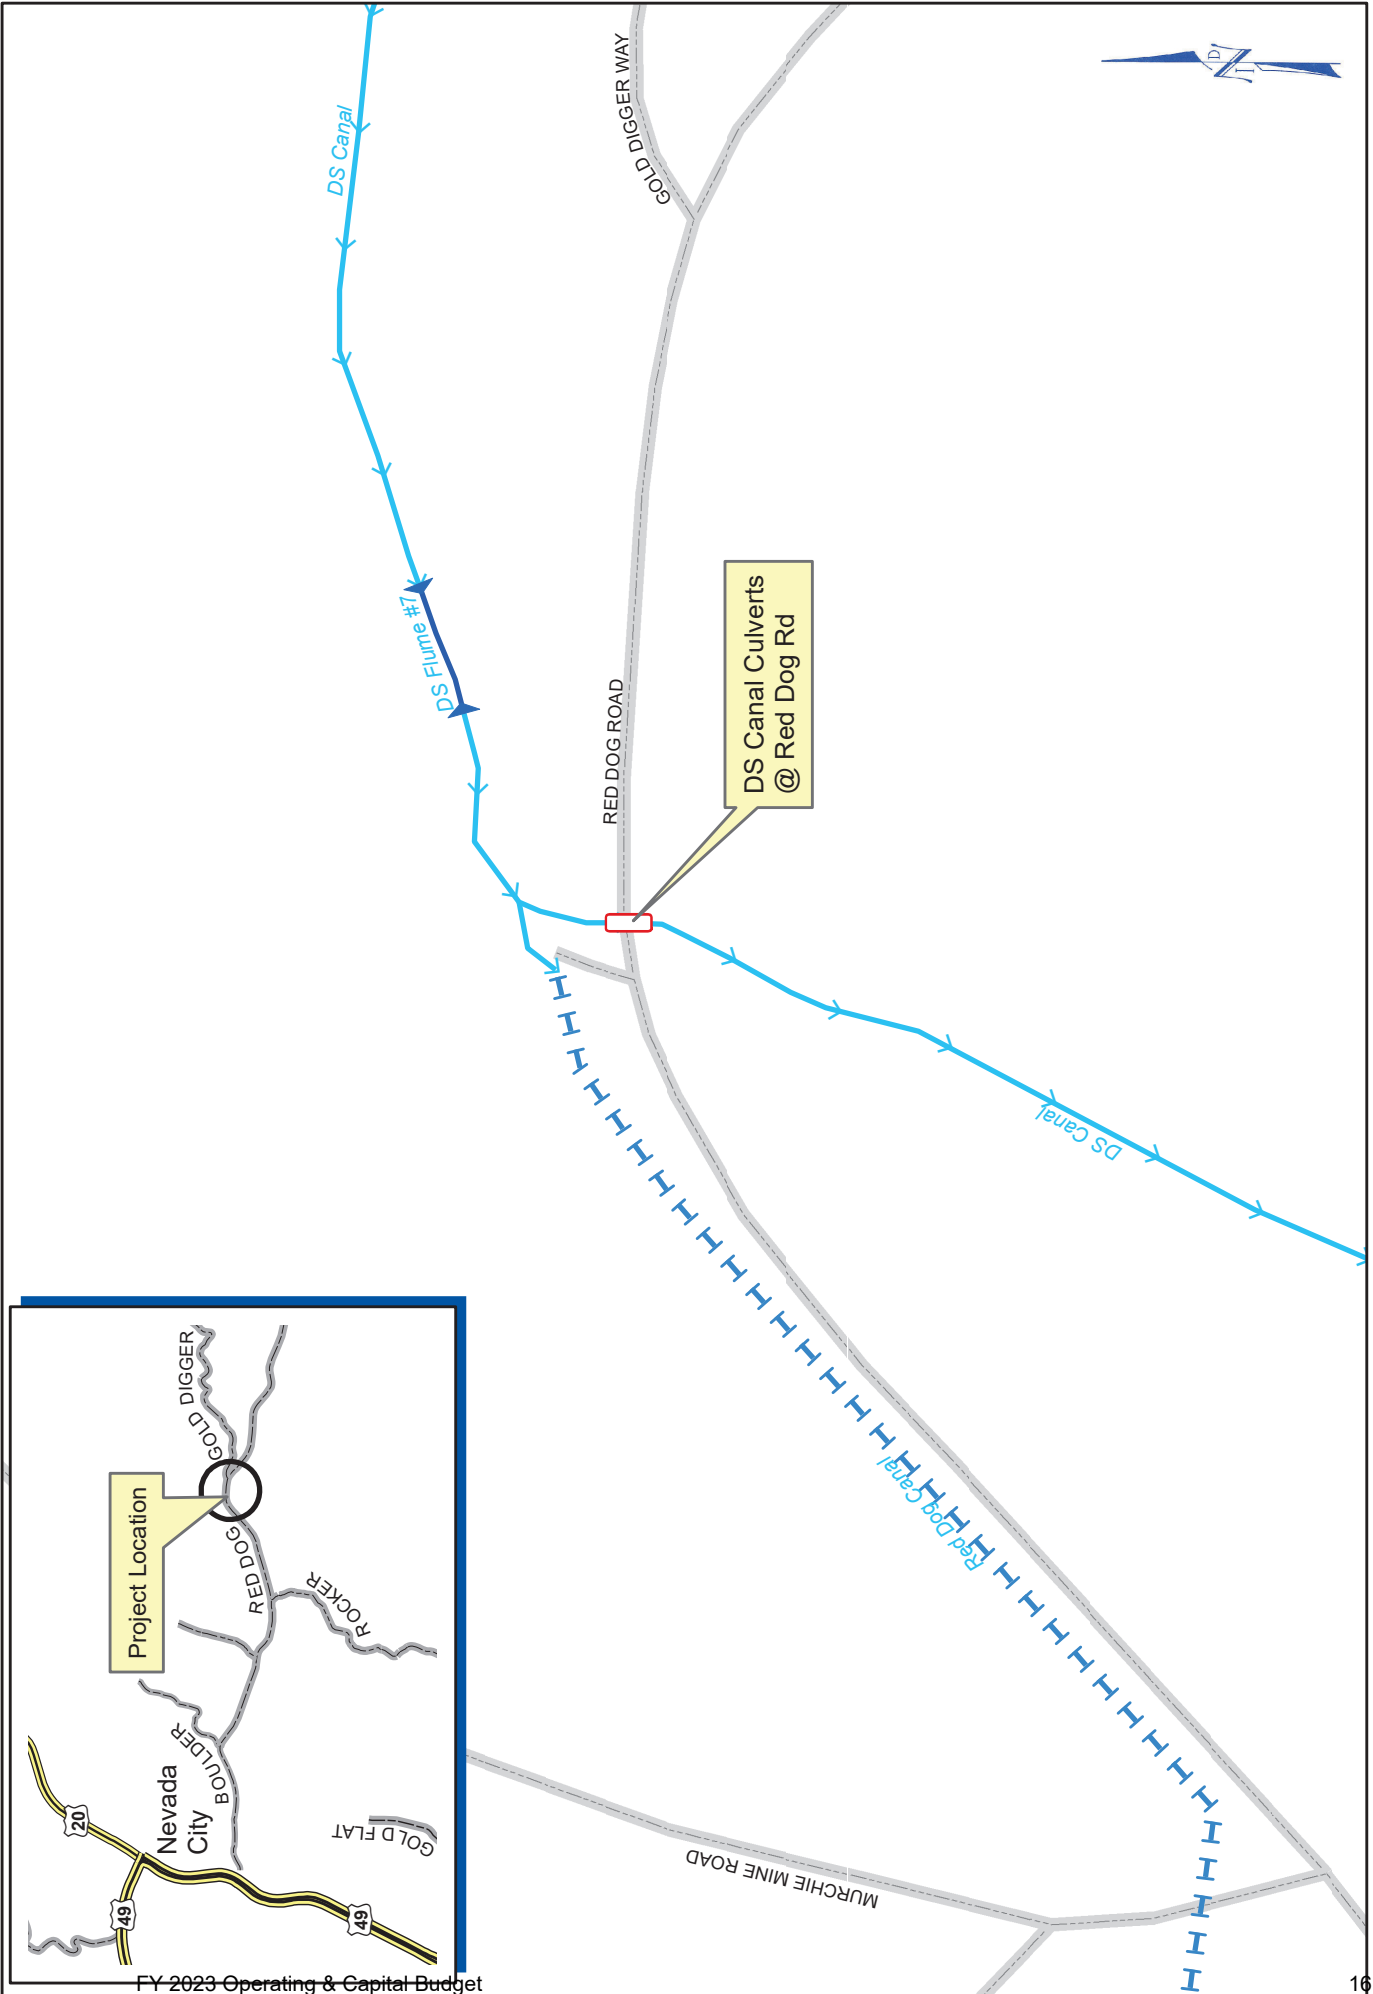 DS Canal
GOLD DIGGER WAY
N
I
D
DS Flume #7
RED DOG ROAD
DS Canal Culverts
@ Red Dog Rd
DS Canal
Red Dog Canal
MURCHIE MINE ROAD
Project Location
GOLD DIGGER
RED DOG
ROCKER
BOULDER
Nevada
City
GOLD FLAT
20
49
49
FY 2023 Operating & Capital Budget
16